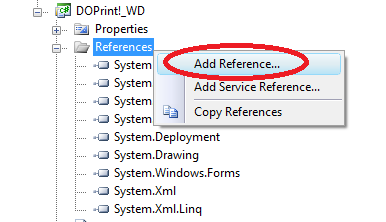 DOPrint!_WD
Properties
References
System
Add Reference...
System
Add Service Reference...
System
Copy References
System
System.Deployment
System.Drawing
System.Windows.Forms
System.Xml
System.Xml.Linq